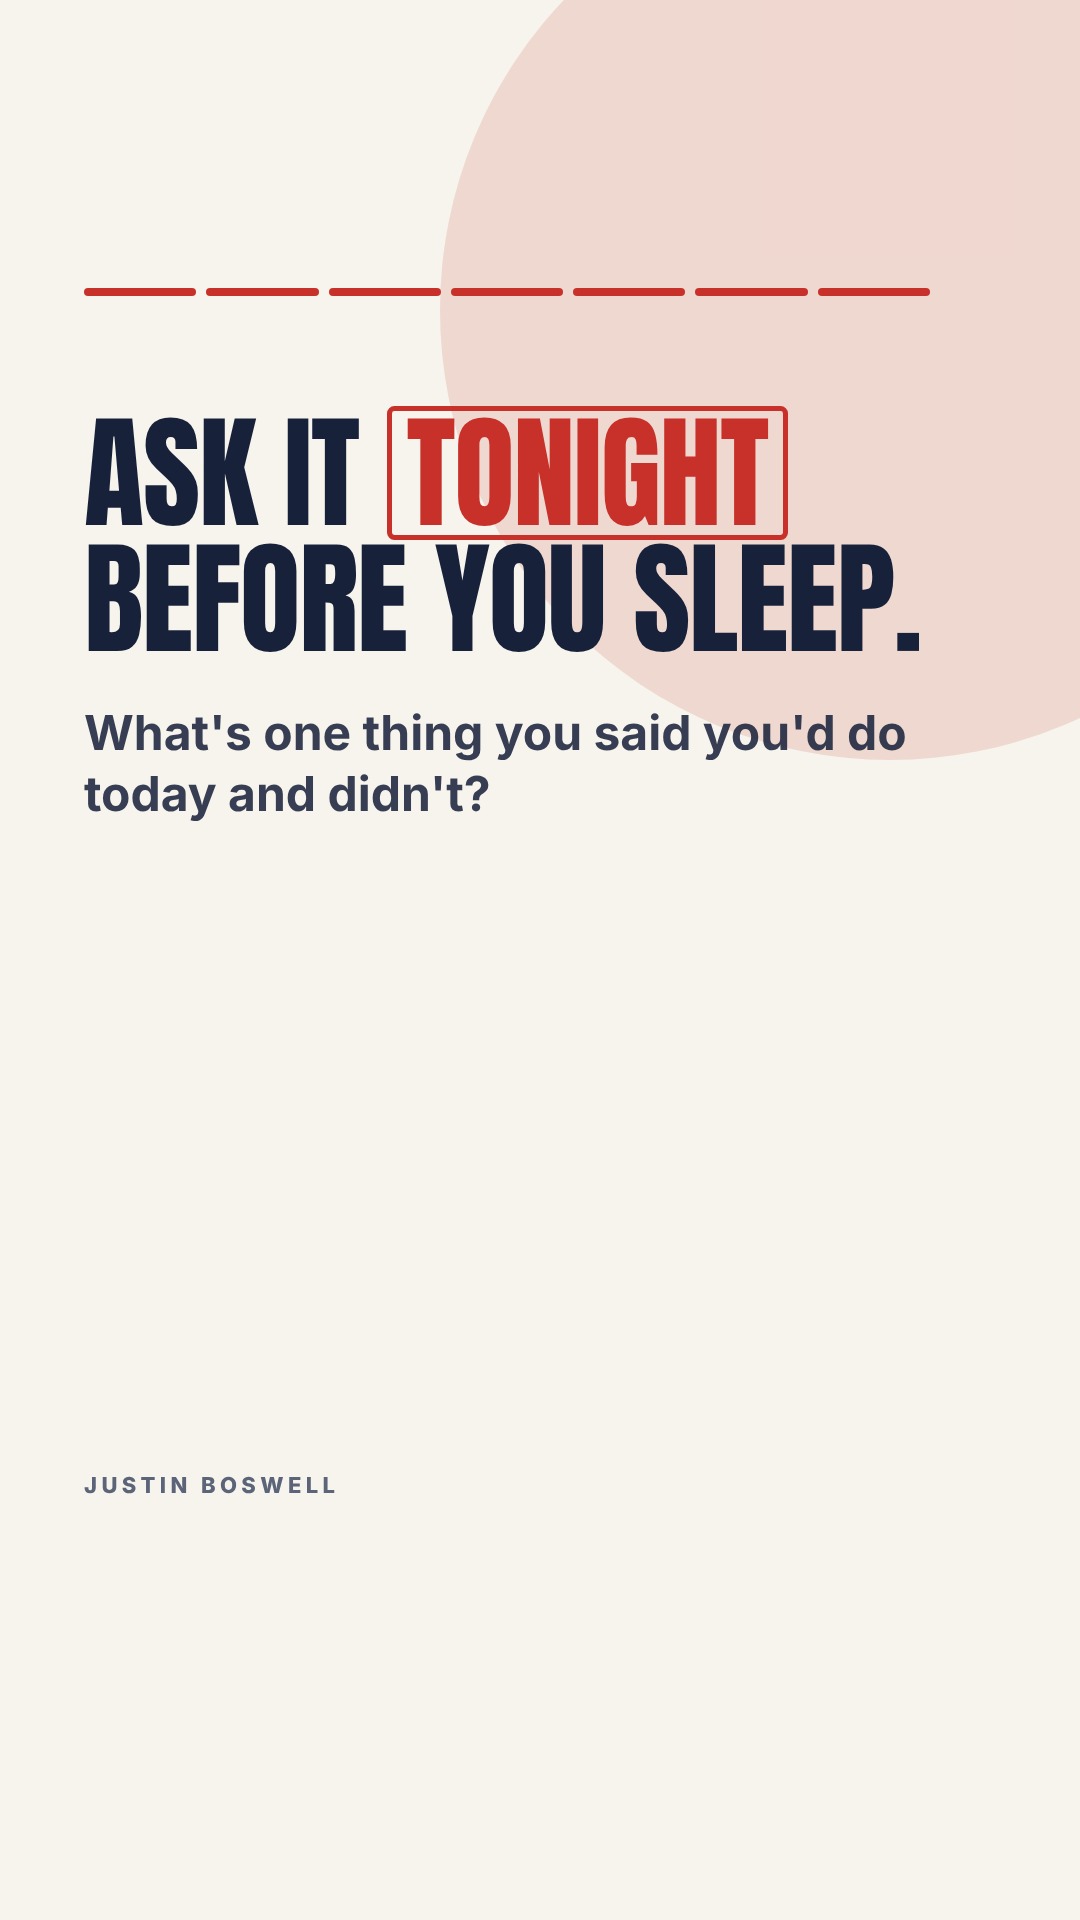 ASK IT TONIGHT
BEFORE YOU SLEEP.
What's one thing you said you'd do
today and didn't?
JUSTIN BOSWELL